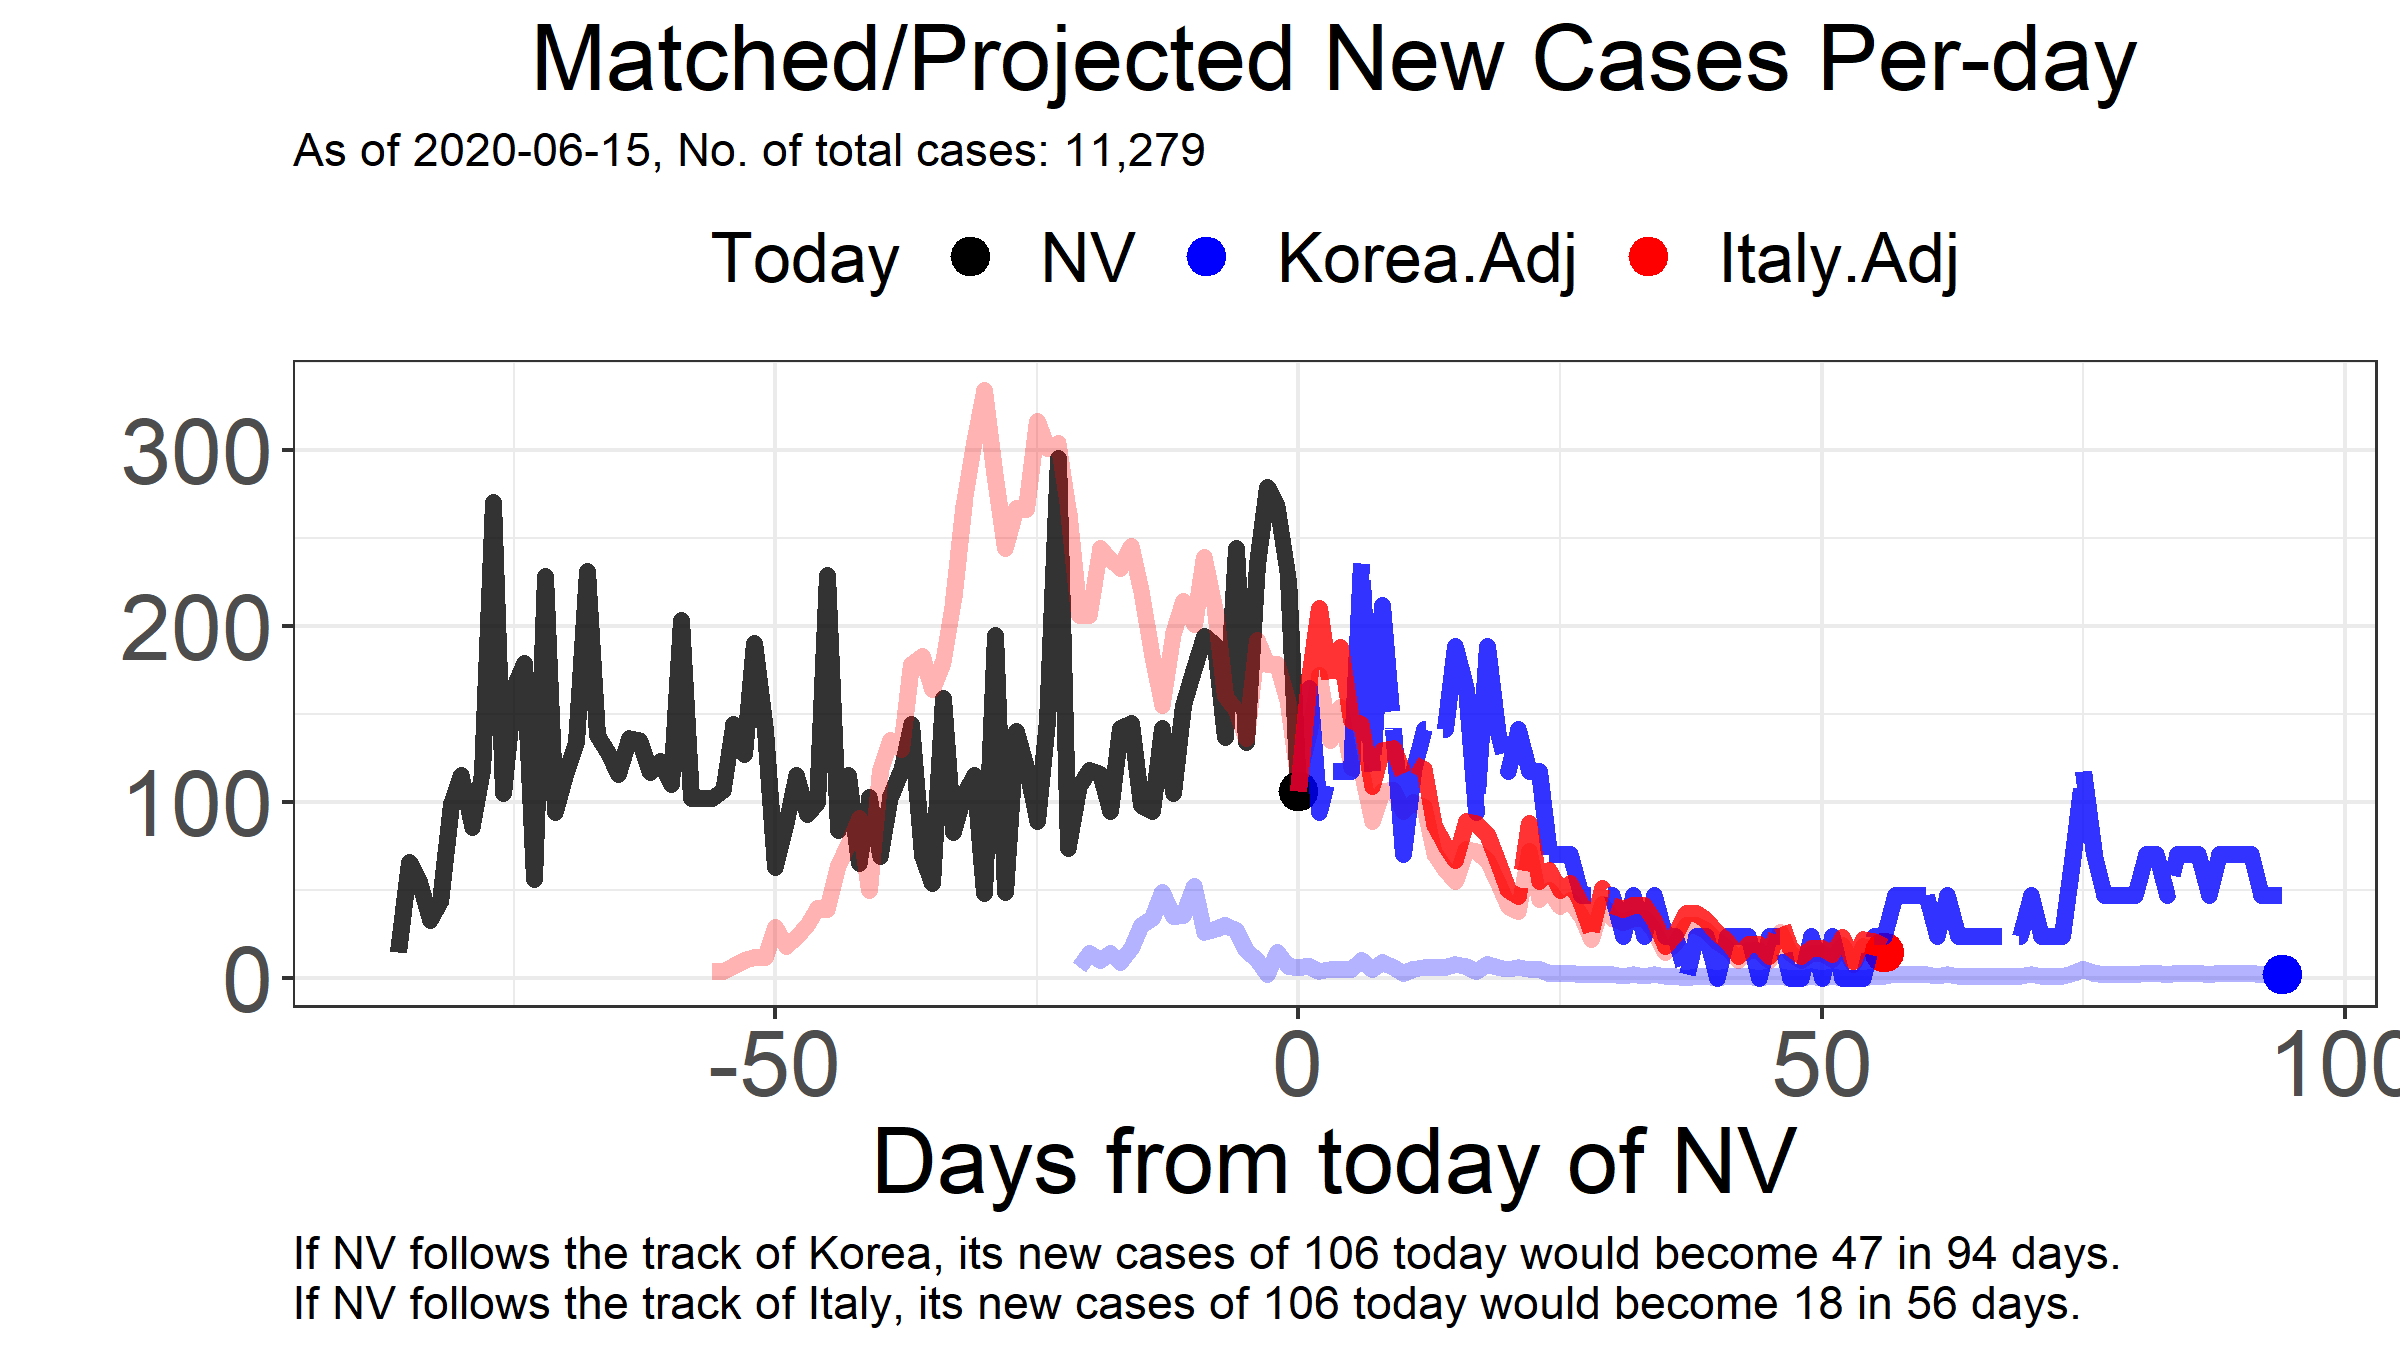 Matched/Projected New Cases Per-day
As of 2020-06-15, No. of total cases: 11,279
Today NV Korea.Adj Italy.Adj
300
200
100
0
-50 0 50 100
Days from today of NV
If NV follows the track of Korea, its new cases of 106 today would become 47 in 94 days.
If NV follows the track of Italy, its new cases of 106 today would become 18 in 56 days.